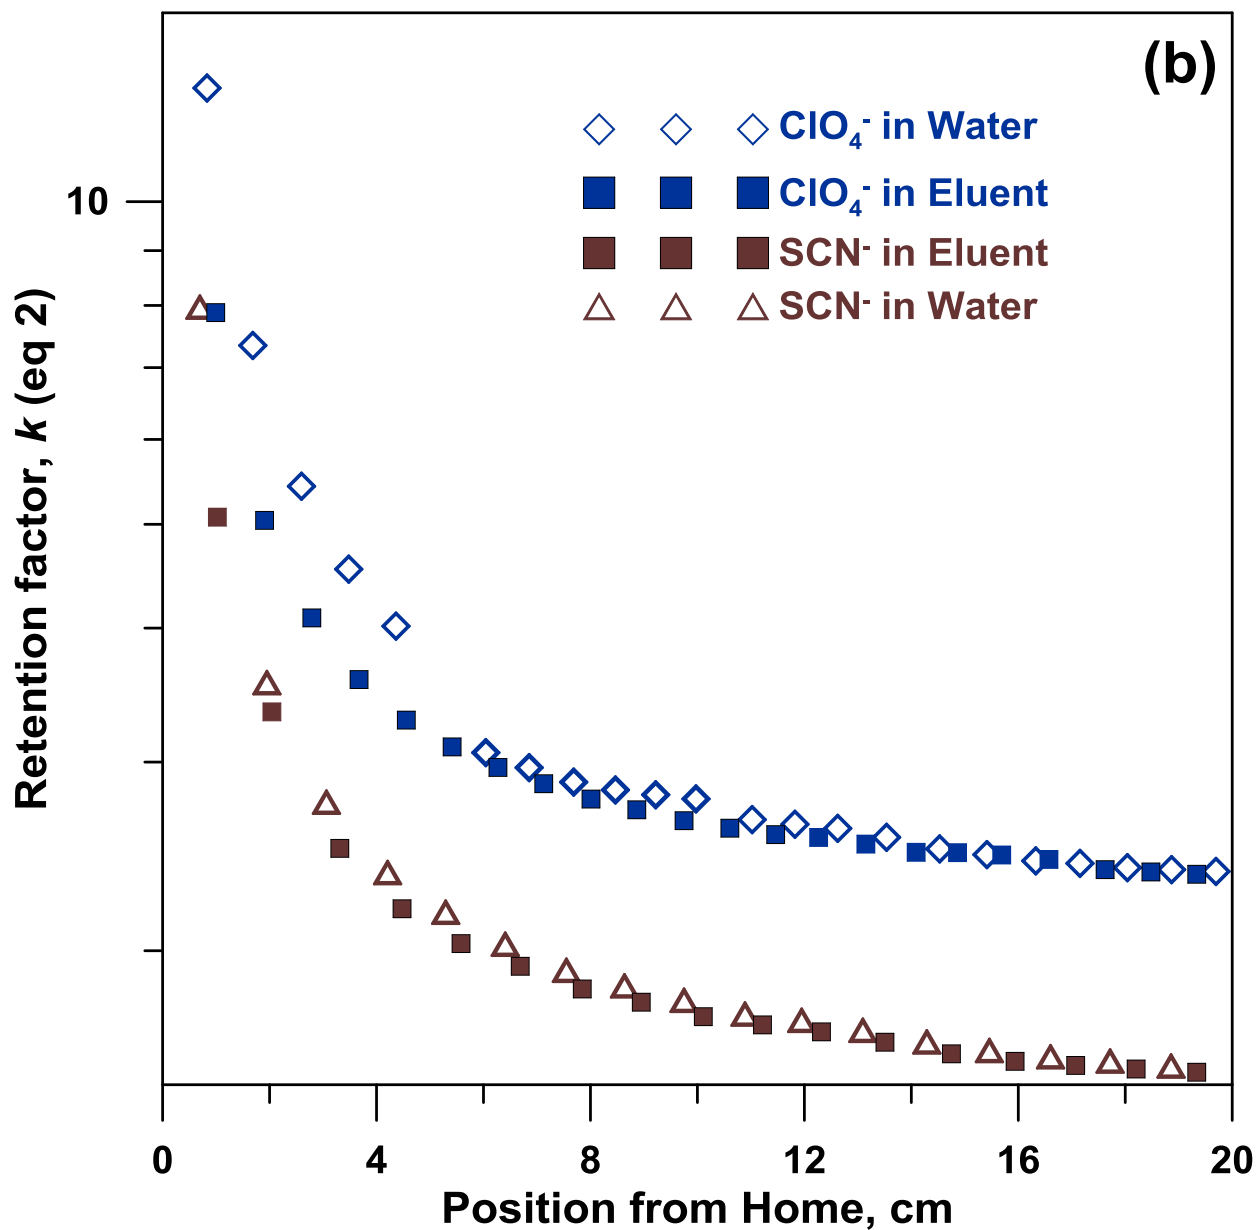 (b)
ClO₄⁻ in Water
ClO₄⁻ in Eluent
SCN⁻ in Eluent
SCN⁻ in Water
10
Retention factor, k (eq 2)
0 4 8 12 16 20
Position from Home, cm